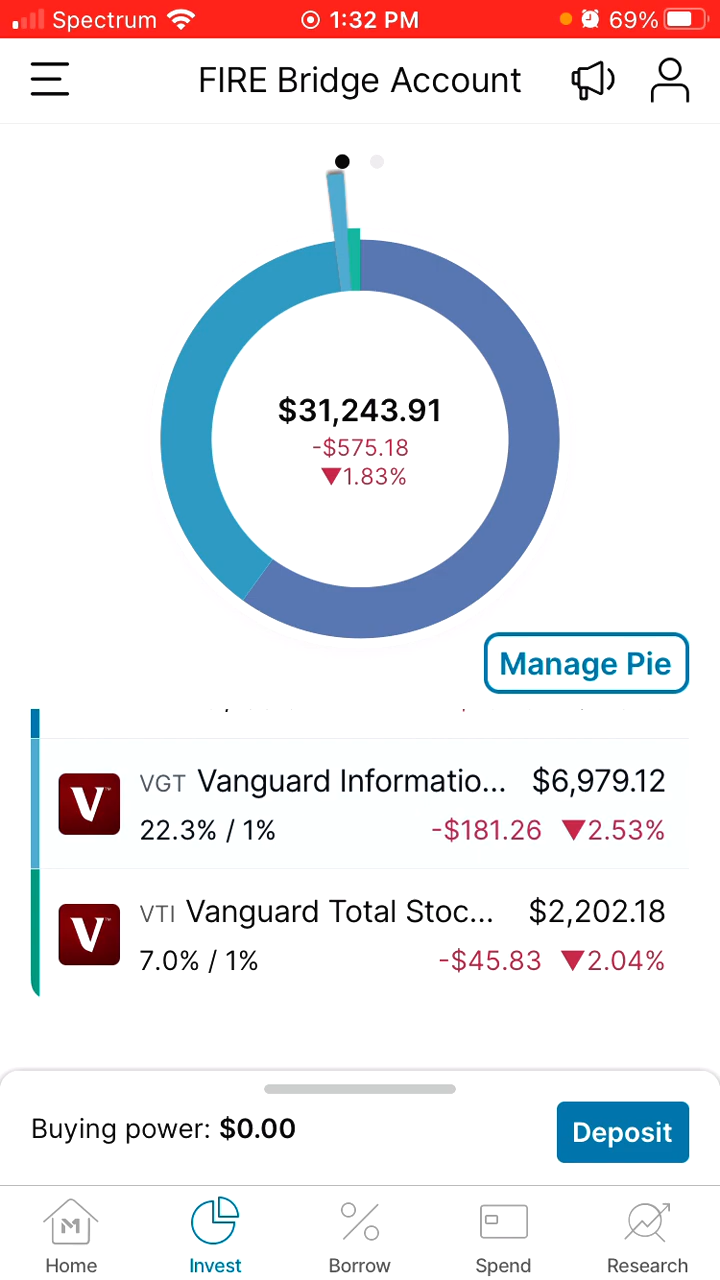 Spectrum 1:32 PM 69%
FIRE Bridge Account
$31,243.91
-$575.18
▼1.83%
Manage Pie
VGT Vanguard Informatio... $6,979.12
22.3% / 1% -$181.26 ▼2.53%
VTI Vanguard Total Stoc... $2,202.18
7.0% / 1% -$45.83 ▼2.04%
Buying power: $0.00
Deposit
Home Invest Borrow Spend Research